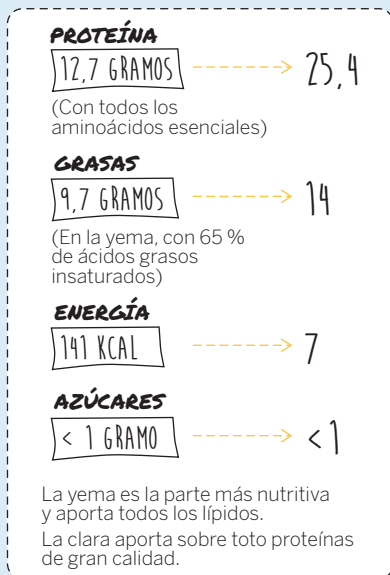 PROTEÍNA
12,7 GRAMOS 25,4
(Con todos los
aminoácidos esenciales)
GRASAS
9,7 GRAMOS 14
(En la yema, con 65 %
de ácidos grasos
insaturados)
ENERGÍA
141 KCAL 7
AZÚCARES
< 1 GRAMO < 1
La yema es la parte más nutritiva
y aporta todos los lípidos.
La clara aporta sobre toto proteínas
de gran calidad.